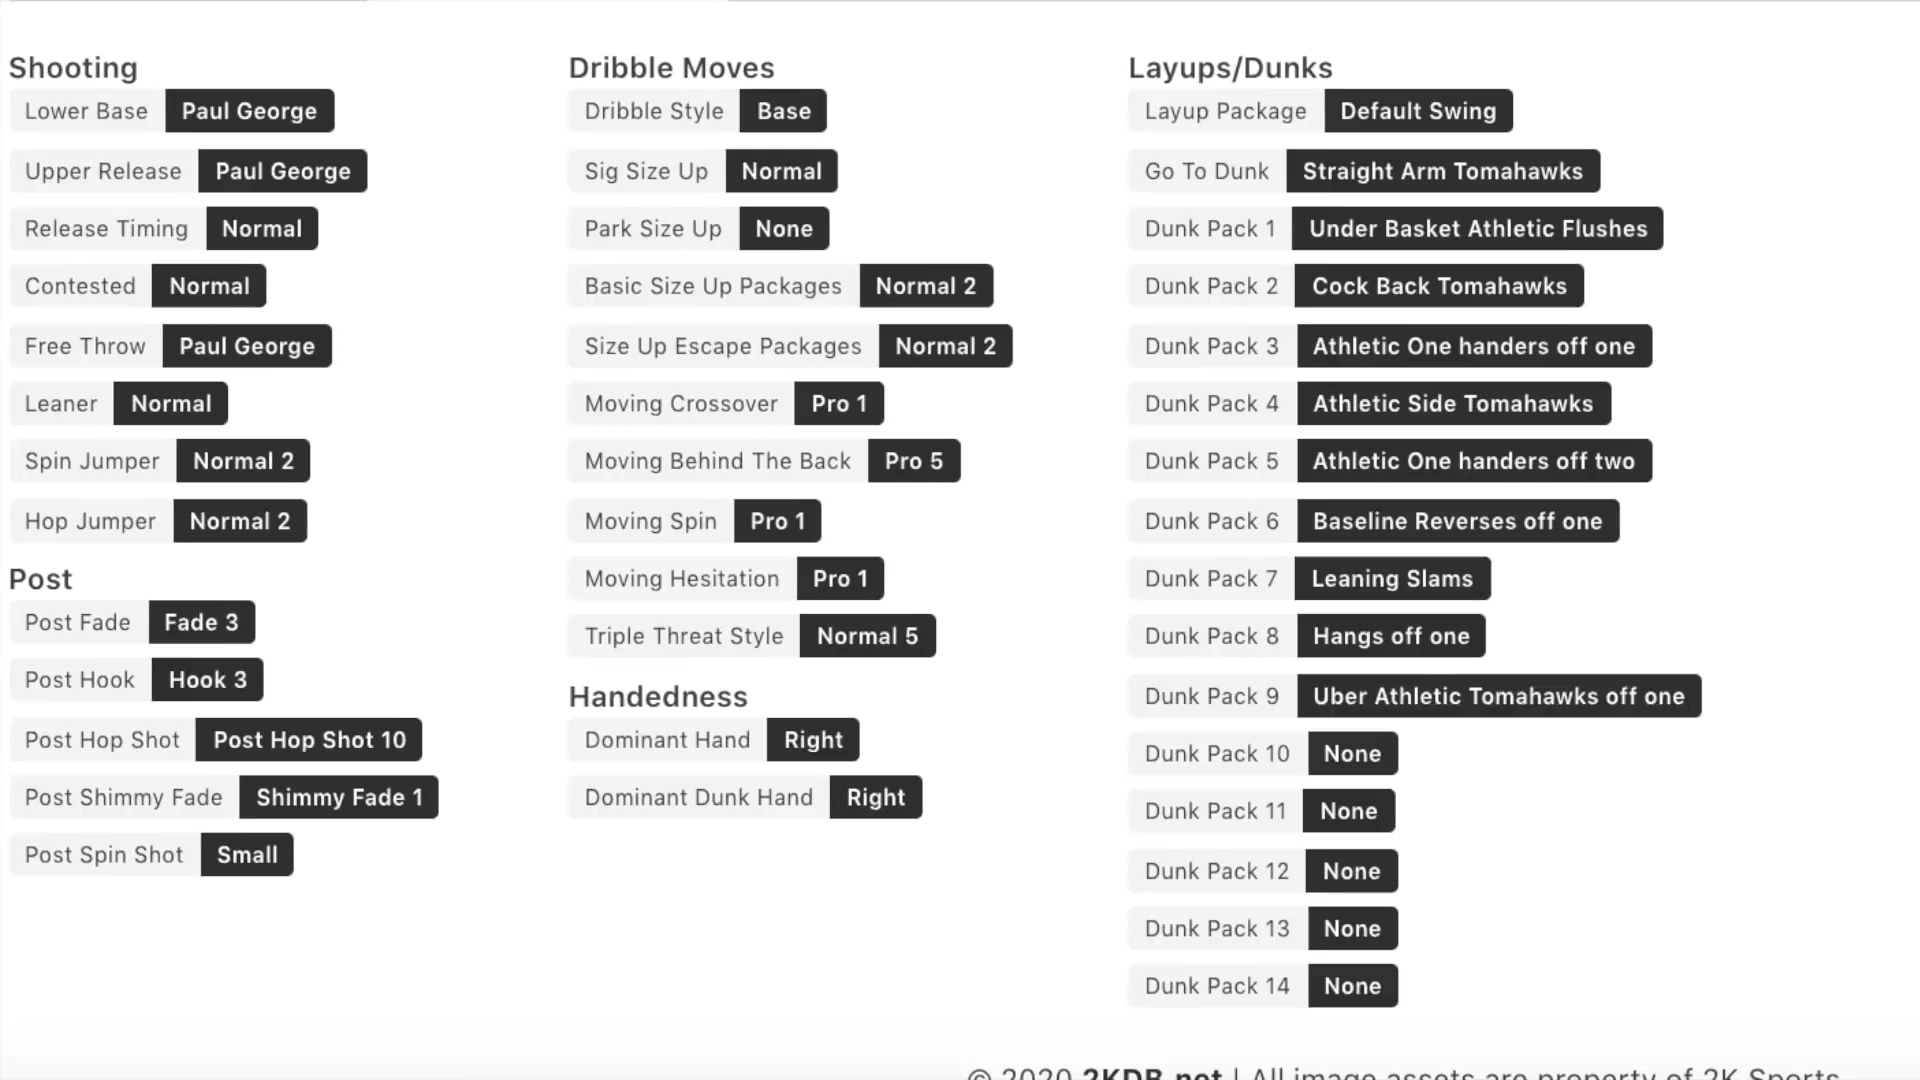 Shooting
Lower Base Paul George
Upper Release Paul George
Release Timing Normal
Contested Normal
Free Throw Paul George
Leaner Normal
Spin Jumper Normal 2
Hop Jumper Normal 2
Post
Post Fade Fade 3
Post Hook Hook 3
Post Hop Shot Post Hop Shot 10
Post Shimmy Fade Shimmy Fade 1
Post Spin Shot Small
Dribble Moves
Dribble Style Base
Sig Size Up Normal
Park Size Up None
Basic Size Up Packages Normal 2
Size Up Escape Packages Normal 2
Moving Crossover Pro 1
Moving Behind The Back Pro 5
Moving Spin Pro 1
Moving Hesitation Pro 1
Triple Threat Style Normal 5
Handedness
Dominant Hand Right
Dominant Dunk Hand Right
Layups/Dunks
Layup Package Default Swing
Go To Dunk Straight Arm Tomahawks
Dunk Pack 1 Under Basket Athletic Flushes
Dunk Pack 2 Cock Back Tomahawks
Dunk Pack 3 Athletic One handers off one
Dunk Pack 4 Athletic Side Tomahawks
Dunk Pack 5 Athletic One handers off two
Dunk Pack 6 Baseline Reverses off one
Dunk Pack 7 Leaning Slams
Dunk Pack 8 Hangs off one
Dunk Pack 9 Uber Athletic Tomahawks off one
Dunk Pack 10 None
Dunk Pack 11 None
Dunk Pack 12 None
Dunk Pack 13 None
Dunk Pack 14 None
© 2020 2KDB.net | All image assets are property of 2K Sports